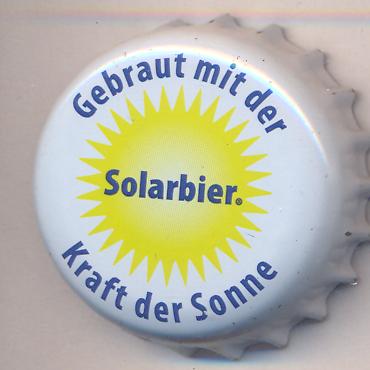 Gebraut mit der
Solarbier®
Kraft der Sonne